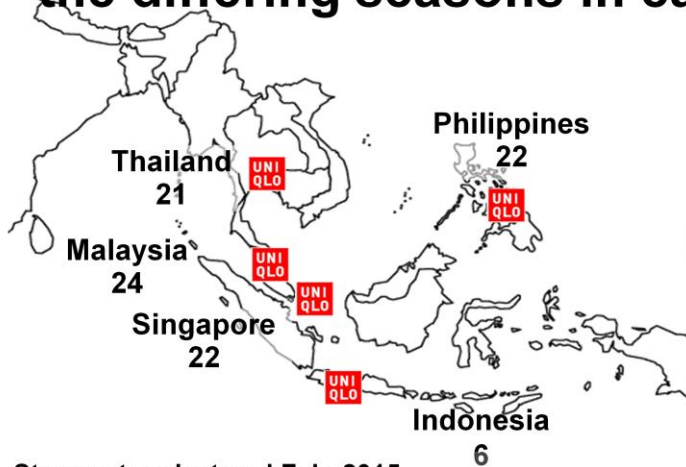 Philippines
22
Thailand
21
UNI
QLO
UNI
QLO
Malaysia
24
UNI
QLO
UNI
QLO
Singapore
22
UNI
QLO
Indonesia
6